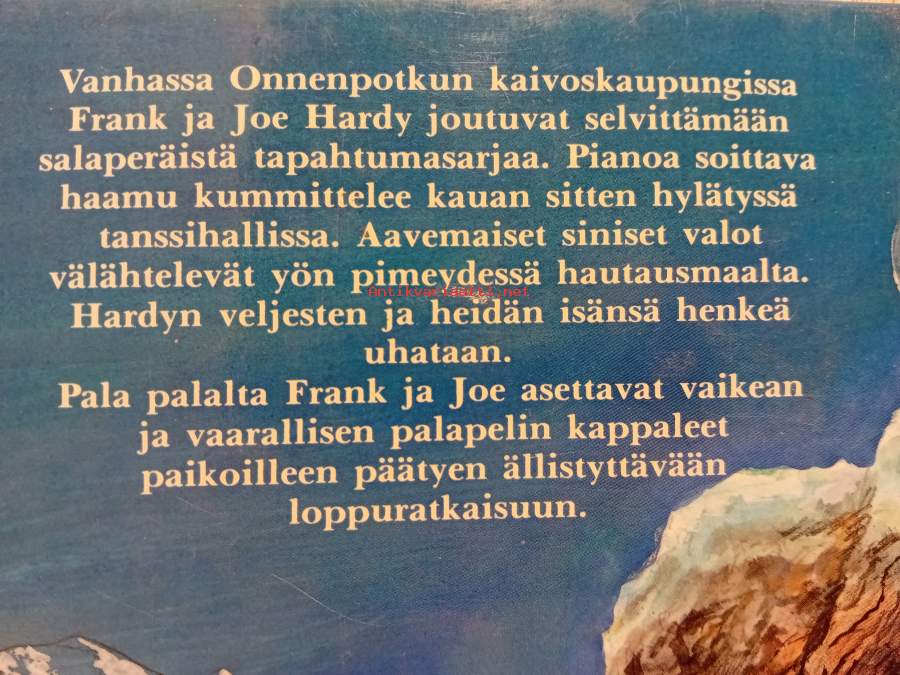 Vanhassa Onnenpotkun kaivoskaupungissa
Frank ja Joe Hardy joutuvat selvittämään
salaperäistä tapahtumasarjaa. Pianoa soittava
haamu kummittelee kauan sitten hylätyssä
tanssihallissa. Aavemaiset siniset valot
välähtelevät yön pimeydessä hautausmaalta.
Antikvariaatti.net
Hardyn veljesten ja heidän isänsä henkeä
uhataan.
Pala palalta Frank ja Joe asettavat vaikean
ja vaarallisen palapelin kappaleet
paikoilleen päätyen ällistyttävään
loppuratkaisuun.